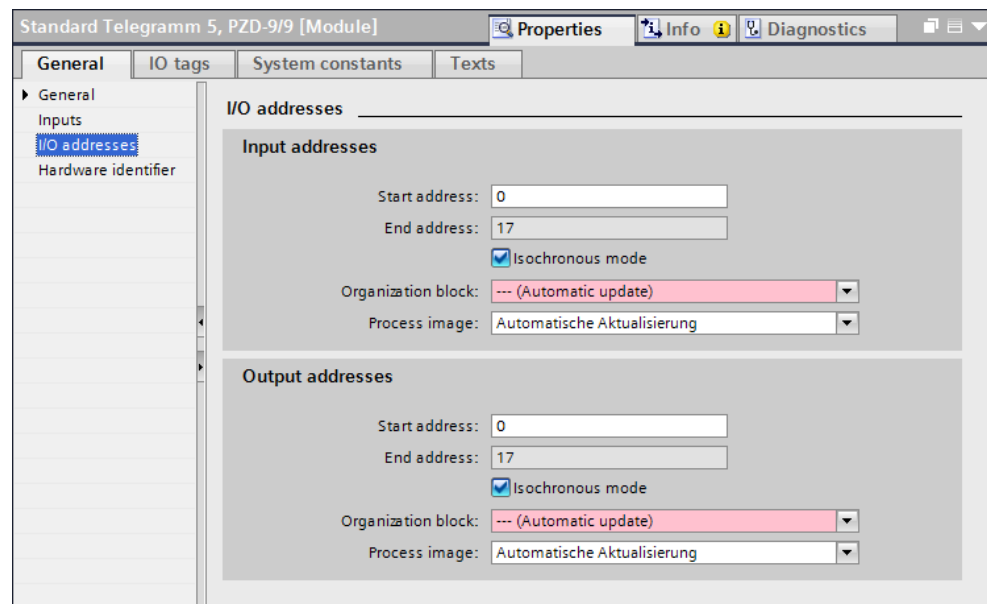 Standard Telegramm 5, PZD-9/9 [Module]
Properties
Info
Diagnostics
General
IO tags
System constants
Texts
General
Inputs
I/O addresses
Hardware identifier
I/O addresses
Input addresses
Start address: 0
End address: 17
Isochronous mode
Organization block: --- (Automatic update)
Process image: Automatische Aktualisierung
Output addresses
Start address: 0
End address: 17
Isochronous mode
Organization block: --- (Automatic update)
Process image: Automatische Aktualisierung